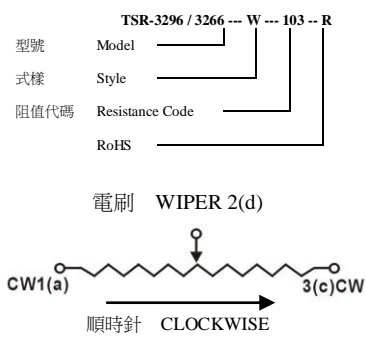 TSR-3296 / 3266 --- W --- 103 -- R
型號 Model
式樣 Style
阻值代碼 Resistance Code
RoHS
電刷 WIPER 2(d)
CW1(a) 3(c)CW
順時針 CLOCKWISE